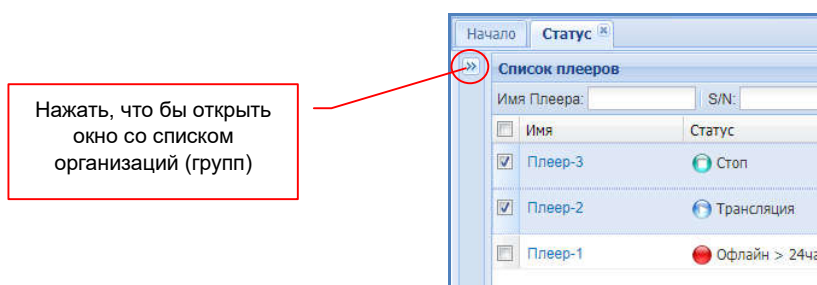 Начало Статус
Список плееров
Нажать, что бы открыть
окно со списком
организаций (групп)
Имя Плеера: S/N:
Имя Статус
Плеер-3 Стоп
Плеер-2 Трансляция
Плеер-1 Офлайн > 24ча